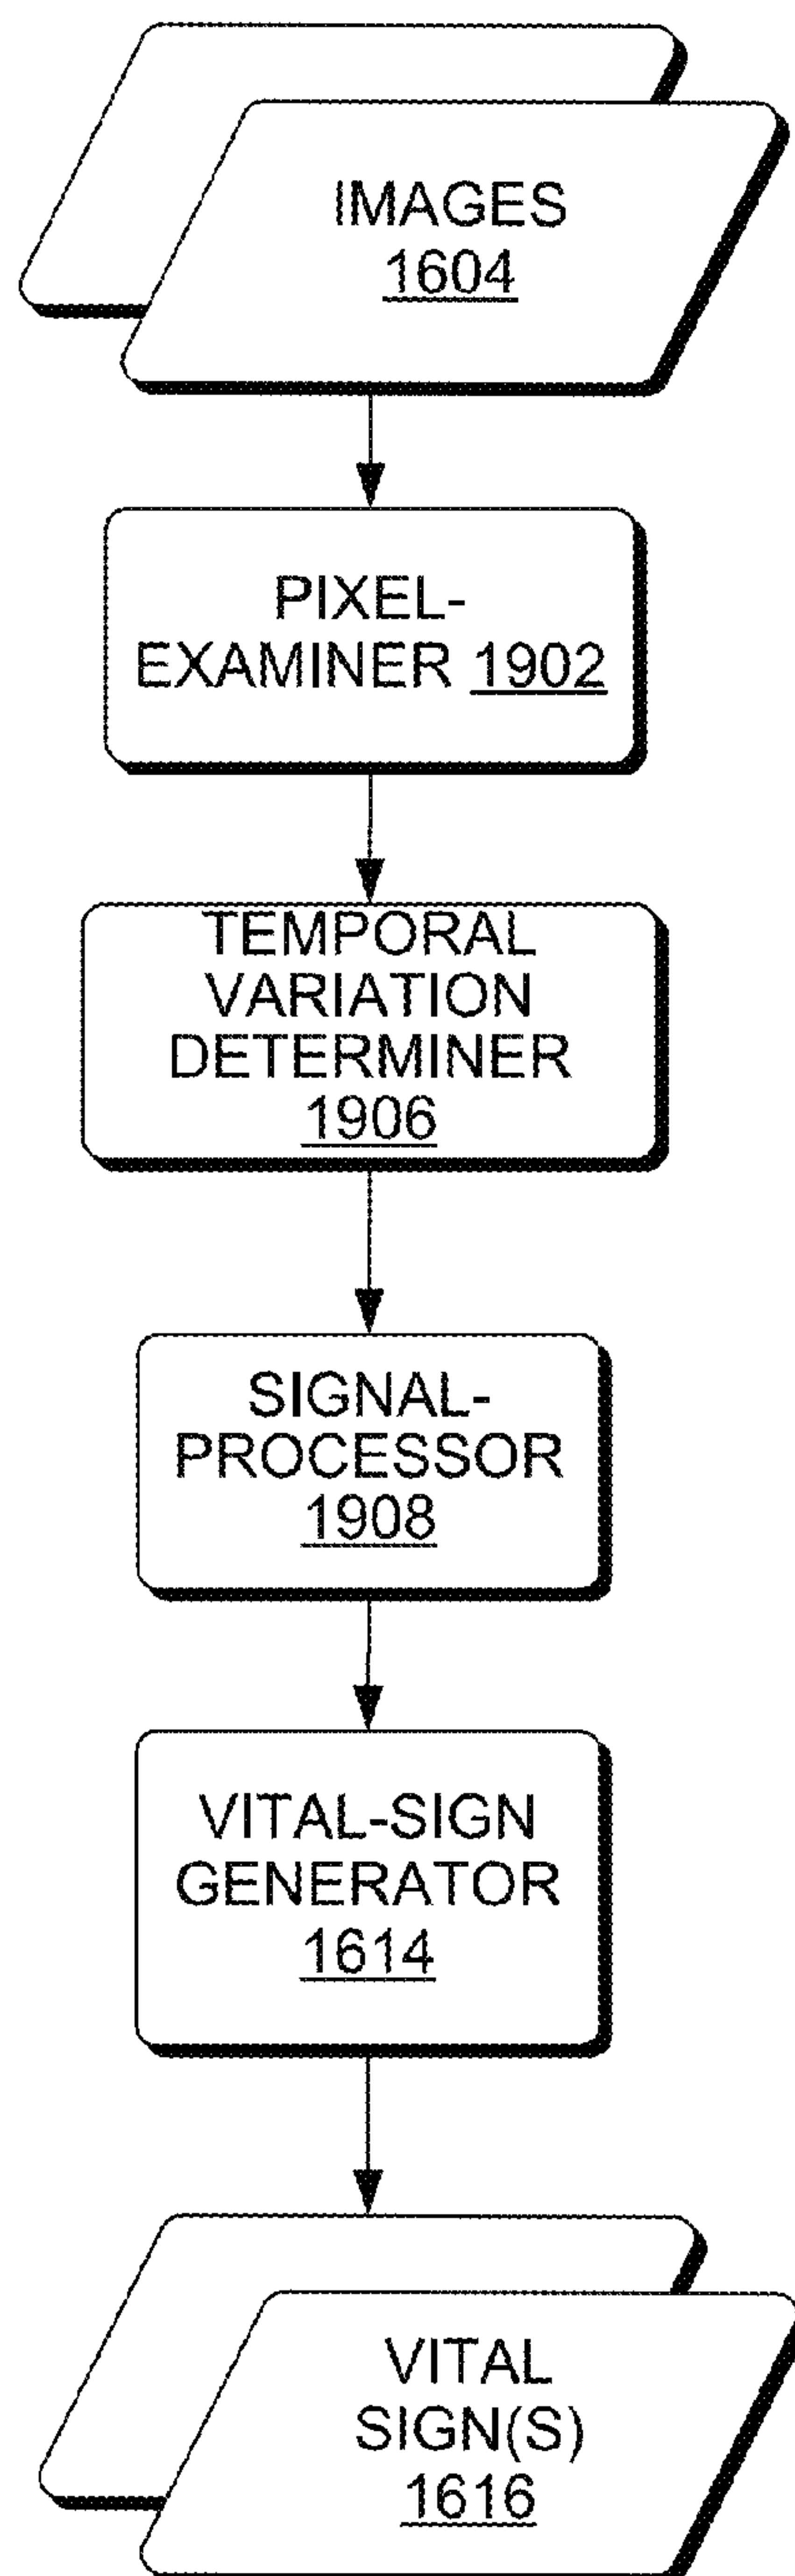 IMAGES
1604
PIXEL-
EXAMINER 1902
TEMPORAL
VARIATION
DETERMINER
1906
SIGNAL-
PROCESSOR
1908
VITAL-SIGN
GENERATOR
1614
VITAL
SIGN(S)
1616